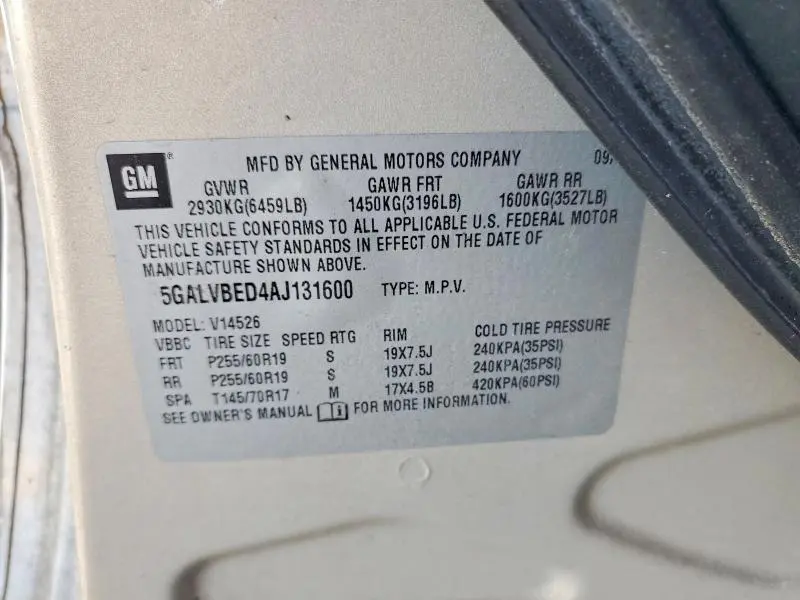 GM® MFD BY GENERAL MOTORS COMPANY 09/
GVWR GAWR FRT GAWR RR
2930KG(6459LB) 1450KG(3196LB) 1600KG(3527LB)
THIS VEHICLE CONFORMS TO ALL APPLICABLE U.S. FEDERAL MOTOR
VEHICLE SAFETY STANDARDS IN EFFECT ON THE DATE OF
MANUFACTURE SHOWN ABOVE.
5GALVBED4AJ131600 TYPE: M.P.V.
MODEL: V14526
VBBC TIRE SIZE SPEED RTG RIM COLD TIRE PRESSURE
FRT P255/60R19 S 19X7.5J 240KPA(35PSI)
RR P255/60R19 S 19X7.5J 240KPA(35PSI)
SPA T145/70R17 M 17X4.5B 420KPA(60PSI)
SEE OWNER'S MANUAL i FOR MORE INFORMATION.